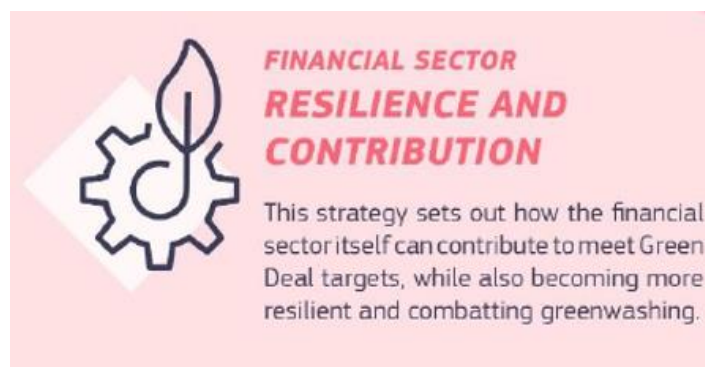 FINANCIAL SECTOR
RESILIENCE AND
CONTRIBUTION
This strategy sets out how the financial
sector itself can contribute to meet Green
Deal targets, while also becoming more
resilient and combatting greenwashing.